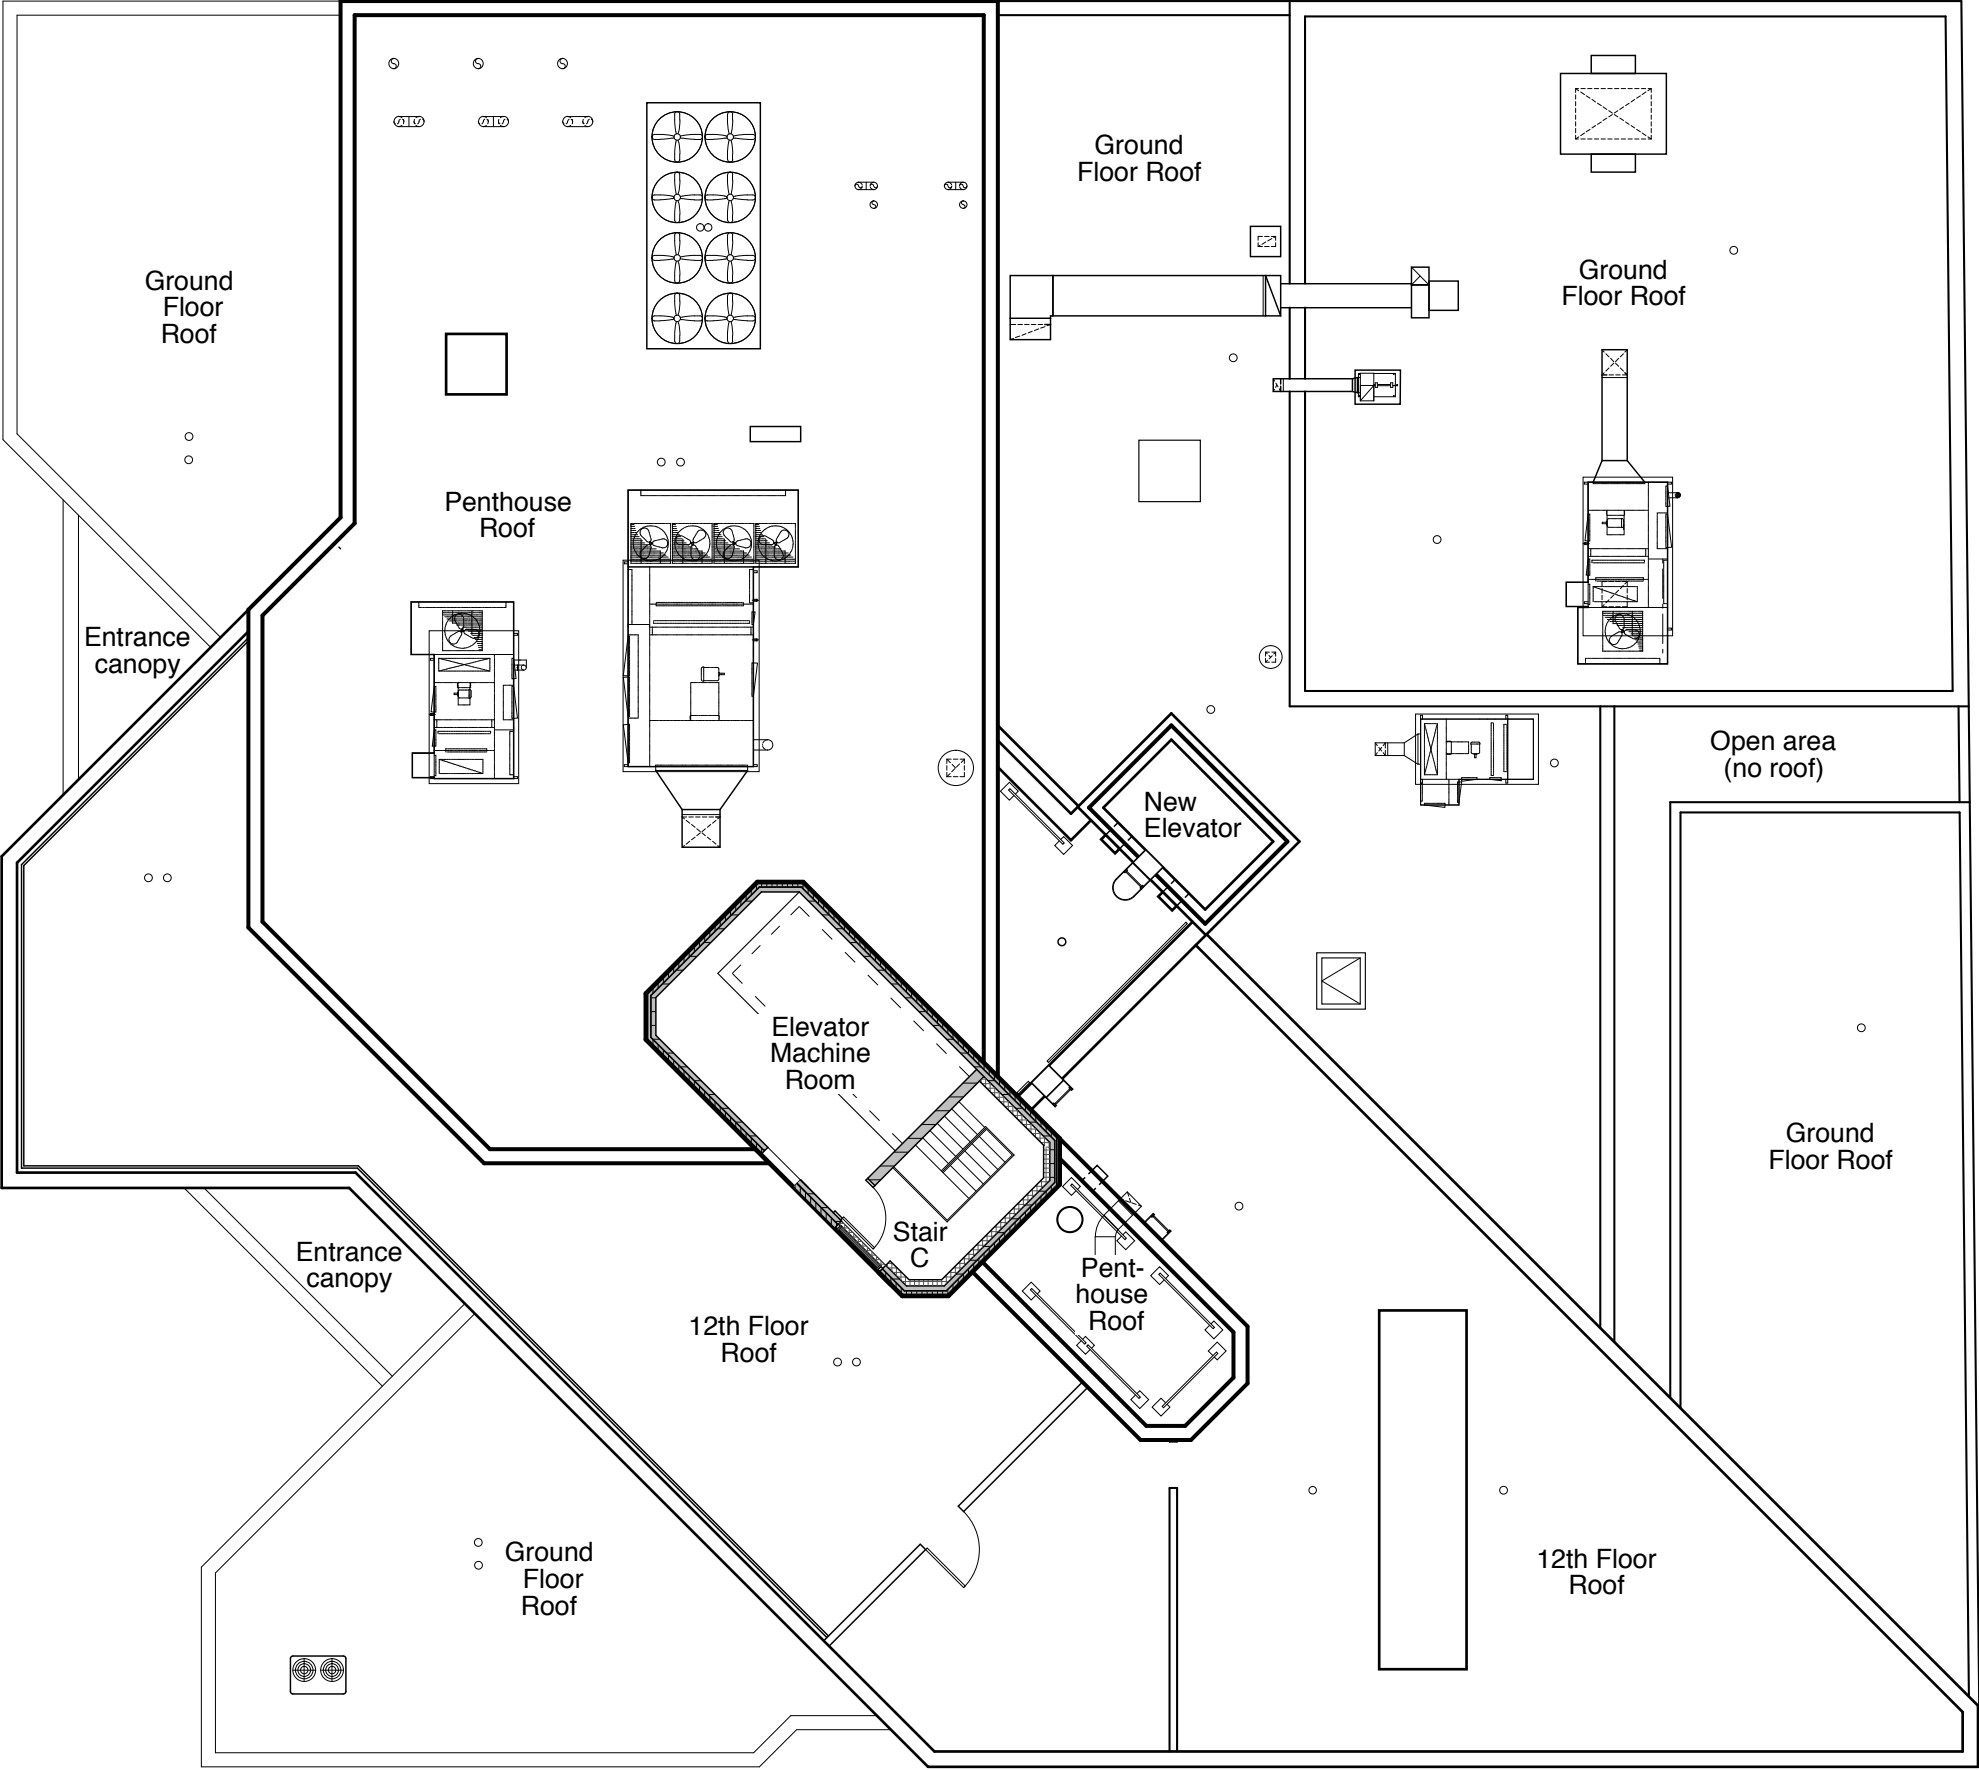 Ground
Floor Roof
Ground
Floor Roof
Ground
Floor
Roof
Penthouse
Roof
Entrance
canopy
Open area
(no roof)
New
Elevator
Elevator
Machine
Room
Ground
Floor Roof
Stair
C
Entrance
canopy
Pent-
house
Roof
12th Floor
Roof
Ground
Floor
Roof
12th Floor
Roof